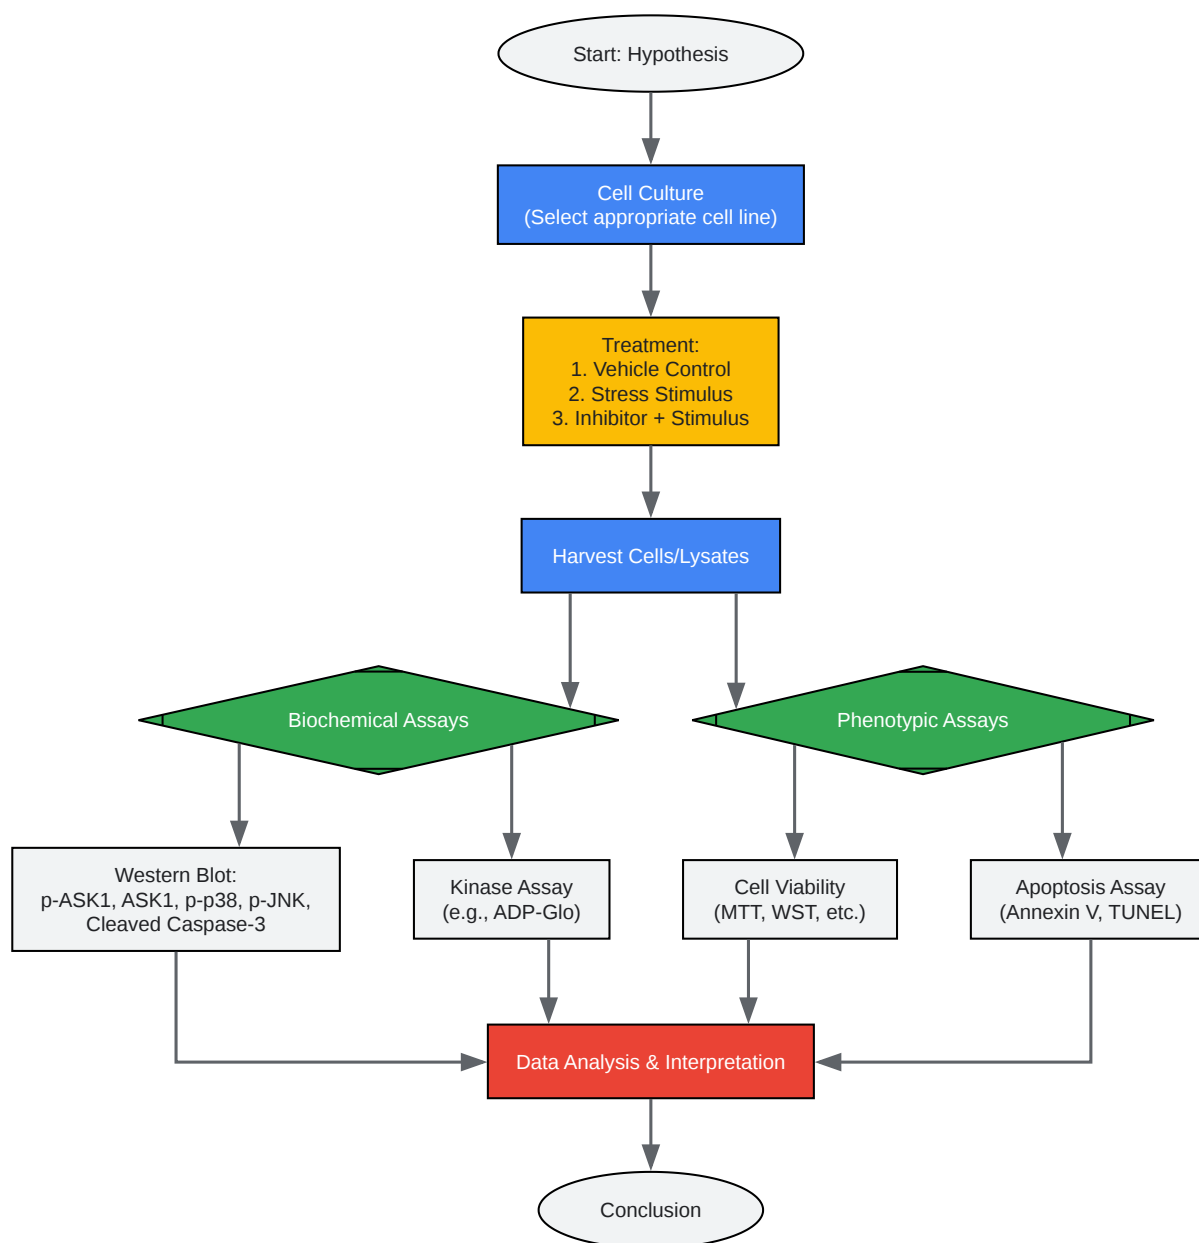 Start: Hypothesis
Cell Culture
(Select appropriate cell line)
Treatment:
1. Vehicle Control
2. Stress Stimulus
3. Inhibitor + Stimulus
Harvest Cells/Lysates
Biochemical Assays
Phenotypic Assays
Western Blot:
p-ASK1, ASK1, p-p38, p-JNK,
Cleaved Caspase-3
Kinase Assay
(e.g., ADP-Glo)
Cell Viability
(MTT, WST, etc.)
Apoptosis Assay
(Annexin V, TUNEL)
Data Analysis & Interpretation
Conclusion